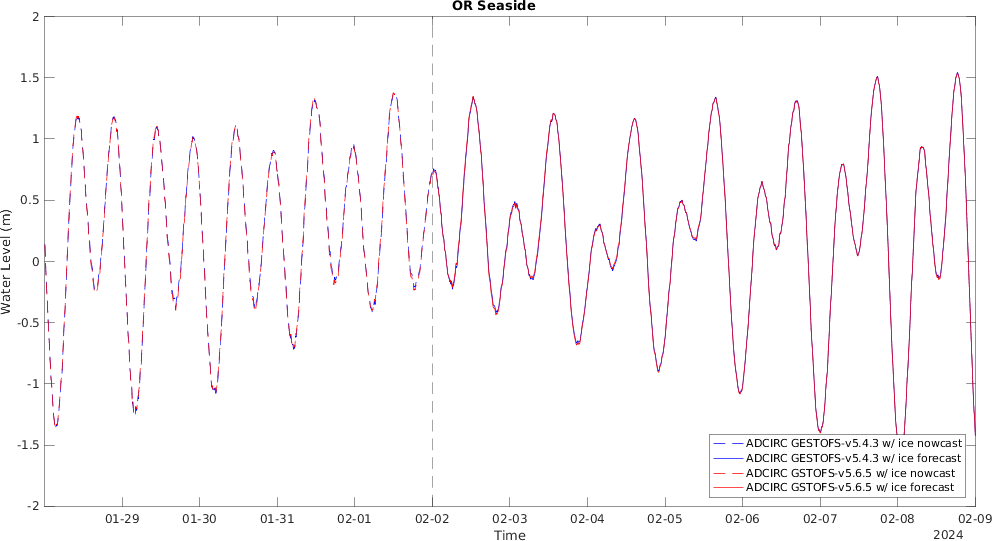 OR Seaside
2
1.5
1
0.5
0
-0.5
-1
-1.5
-2
Water Level (m)
01-29 01-30 01-31 02-01 02-02 02-03 02-04 02-05 02-06 02-07 02-08 02-09
Time
2024
ADCIRC GESTOFS-v5.4.3 w/ ice nowcast
ADCIRC GESTOFS-v5.4.3 w/ ice forecast
ADCIRC GSTOFS-v5.6.5 w/ ice nowcast
ADCIRC GSTOFS-v5.6.5 w/ ice forecast